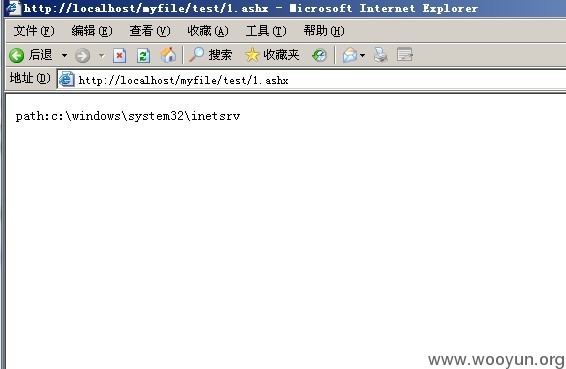 http://localhost/myfile/test/1.ashx - Microsoft Internet Explorer
文件(F) 编辑(E) 查看(V) 收藏(A) 工具(T) 帮助(H)
后退 搜索 收藏夹
地址(D) http://localhost/myfile/test/1.ashx
path:c:\windows\system32\inetsrv
www.wooyun.org